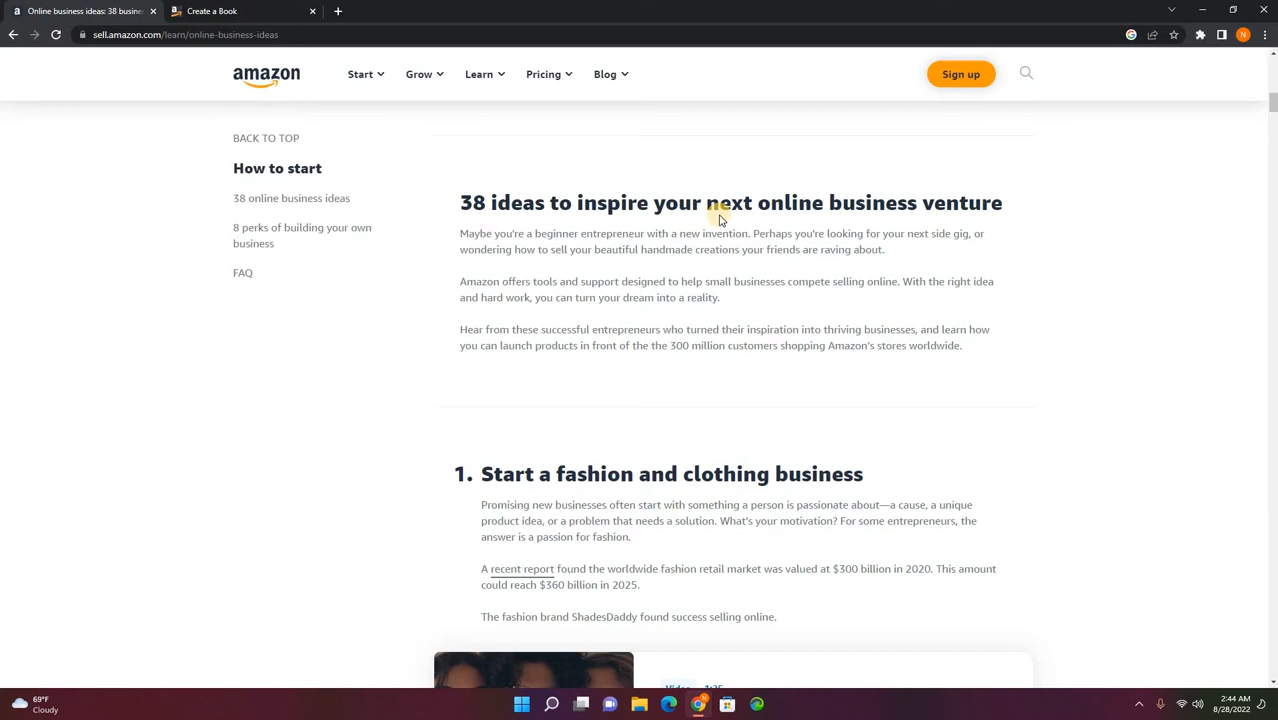 Online business ideas: 38 busine
Create a Book
sell.amazon.com/learn/online-business-ideas
N
amazon
Start
Grow
Learn
Pricing
Blog
Sign up
BACK TO TOP
How to start
38 online business ideas
8 perks of building your own
business
FAQ
38 ideas to inspire your next online business venture
Maybe you're a beginner entrepreneur with a new invention. Perhaps you're looking for your next side gig, or
wondering how to sell your beautiful handmade creations your friends are raving about.
Amazon offers tools and support designed to help small businesses compete selling online. With the right idea
and hard work, you can turn your dream into a reality.
Hear from these successful entrepreneurs who turned their inspiration into thriving businesses, and learn how
you can launch products in front of the the 300 million customers shopping Amazon's stores worldwide.
1. Start a fashion and clothing business
Promising new businesses often start with something a person is passionate about—a cause, a unique
product idea, or a problem that needs a solution. What's your motivation? For some entrepreneurs, the
answer is a passion for fashion.
A recent report found the worldwide fashion retail market was valued at $300 billion in 2020. This amount
could reach $360 billion in 2025.
The fashion brand ShadesDaddy found success selling online.
Video 1:25
69°F
Cloudy
2:44 AM
8/28/2022